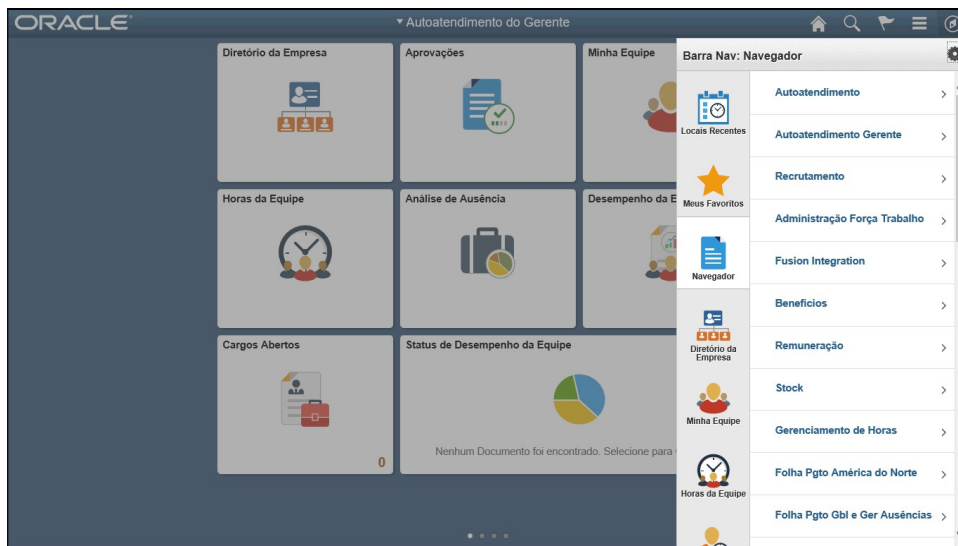 ORACLE
Autoatendimento do Gerente
Diretório da Empresa
Aprovações
Minha Equipe
Horas da Equipe
Análise de Ausência
Desempenho da E
Cargos Abertos
0
Status de Desempenho da Equipe
Nenhum Documento foi encontrado. Selecione para
Barra Nav: Navegador
Locais Recentes
Meus Favoritos
Navegador
Diretório da
Empresa
Minha Equipe
Horas da Equipe
Autoatendimento
Autoatendimento Gerente
Recrutamento
Administração Força Trabalho
Fusion Integration
Benefícios
Remuneração
Stock
Gerenciamento de Horas
Folha Pgto América do Norte
Folha Pgto Gbl e Ger Ausências